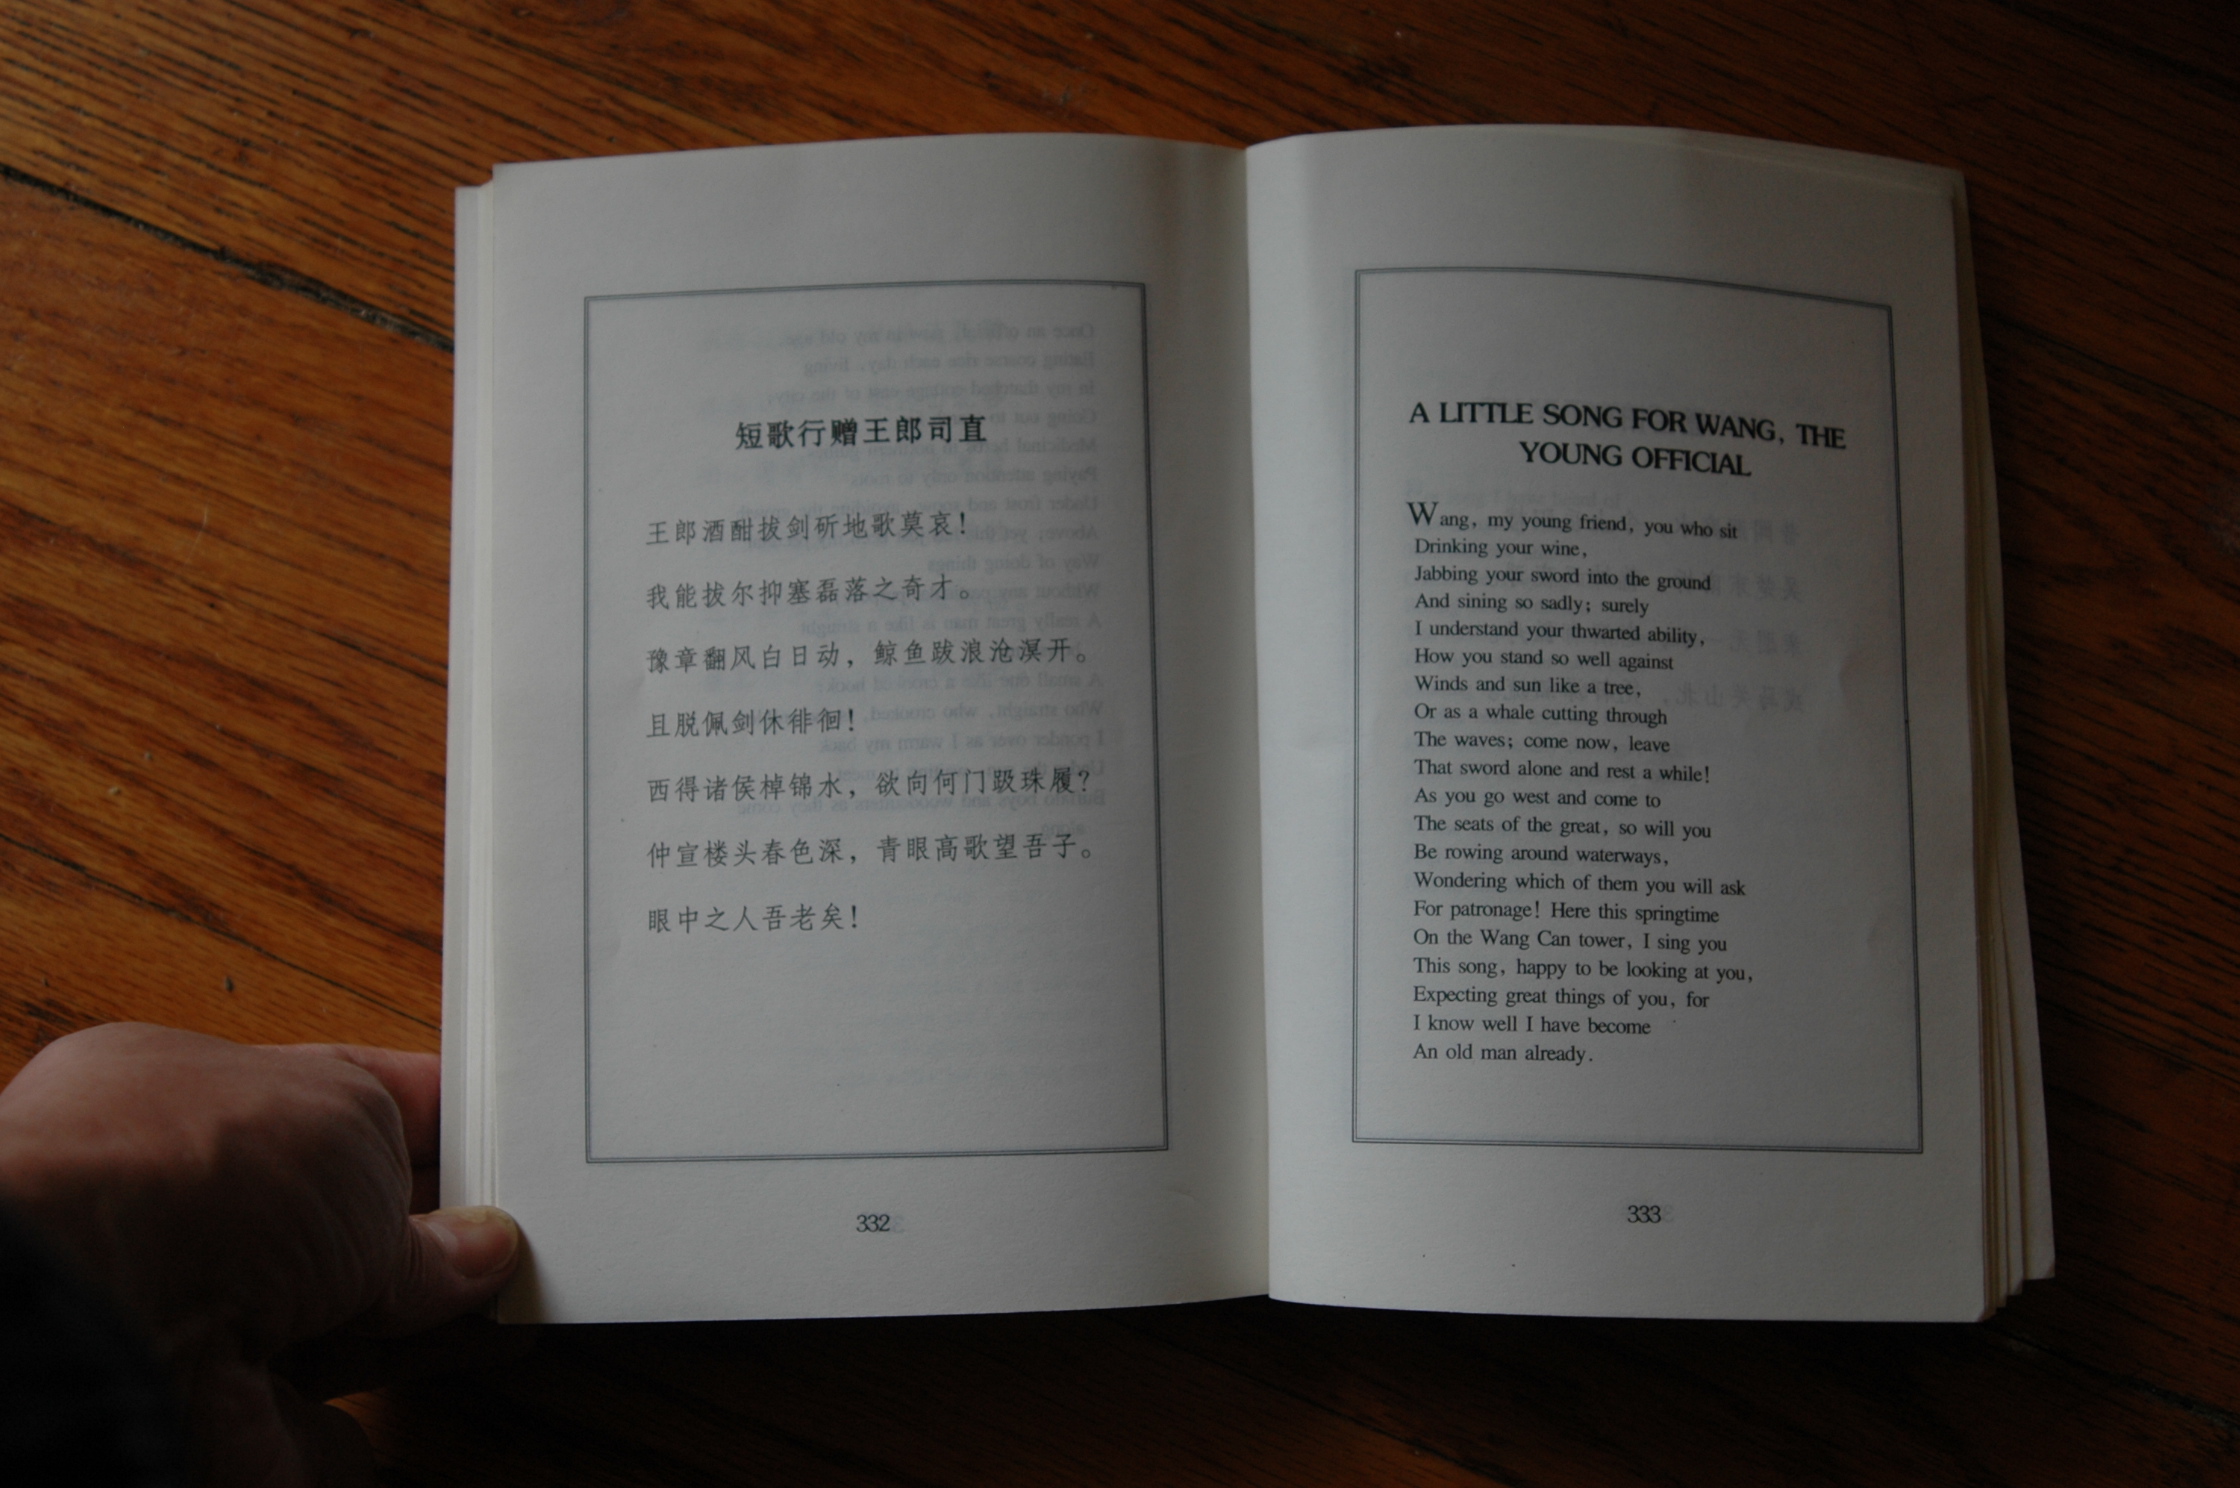 短歌行赠王郎司直
王郎酒酣拔剑斫地歌莫哀！
我能拔尔抑塞磊落之奇才。
豫章翻风白日动，鲸鱼跋浪沧溟开。
且脱佩剑休徘徊！
西得诸侯棹锦水，欲向何门趿珠履？
仲宣楼头春色深，青眼高歌望吾子。
眼中之人吾老矣！
332
A LITTLE SONG FOR WANG, THE
YOUNG OFFICIAL
Wang, my young friend, you who sit
Drinking your wine,
Jabbing your sword into the ground
And sining so sadly; surely
I understand your thwarted ability,
How you stand so well against
Winds and sun like a tree,
Or as a whale cutting through
The waves; come now, leave
That sword alone and rest a while!
As you go west and come to
The seats of the great, so will you
Be rowing around waterways,
Wondering which of them you will ask
For patronage! Here this springtime
On the Wang Can tower, I sing you
This song, happy to be looking at you,
Expecting great things of you, for
I know well I have become
An old man already.
333